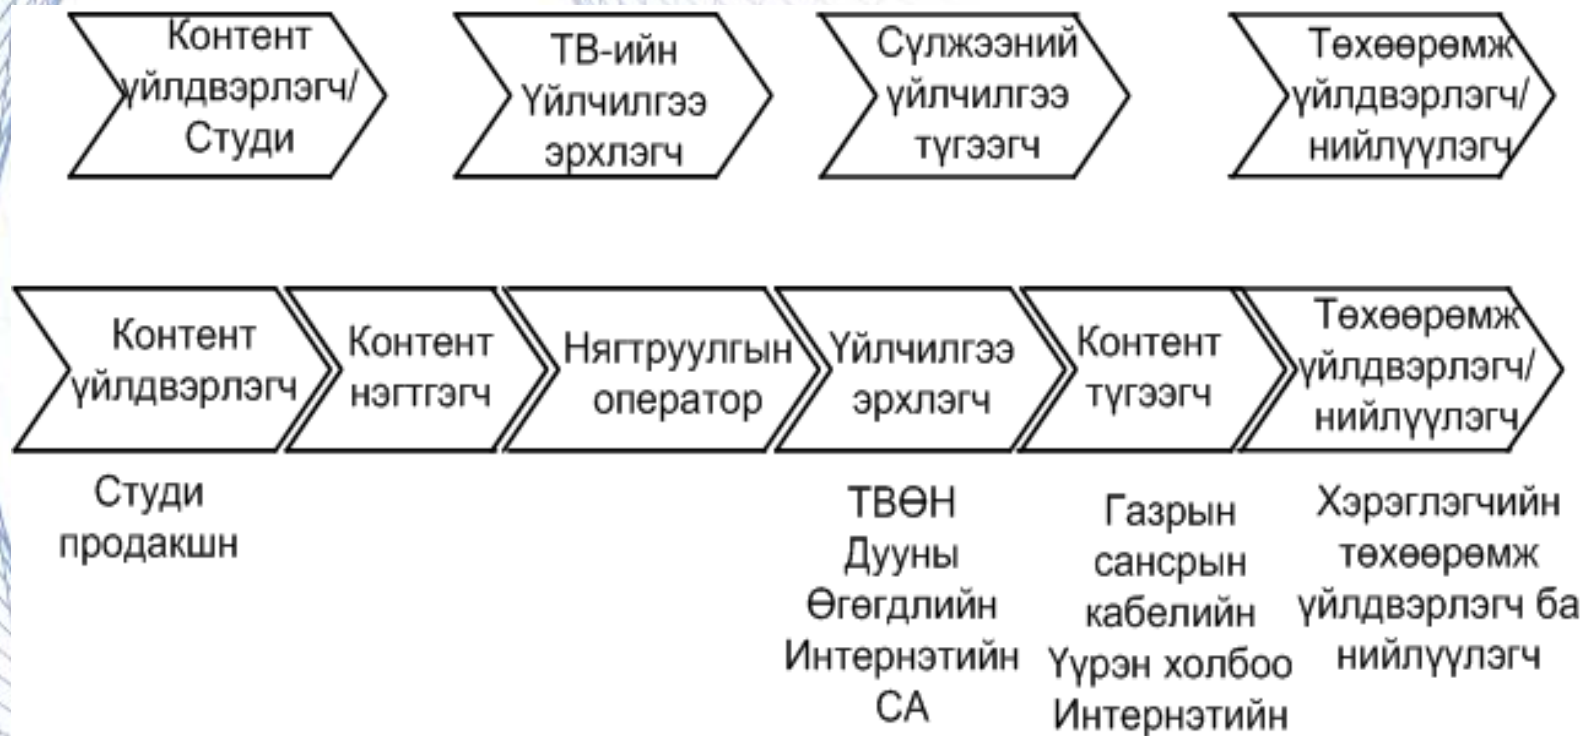 Контент
үйлдвэрлэгч/
Студи
ТВ-ийн
Үйлчилгээ
эрхлэгч
Сүлжээний
үйлчилгээ
түгээгч
Төхөөрөмж
үйлдвэрлэгч/
нийлүүлэгч
Контент
үйлдвэрлэгч
Контент
нэгтгэгч
Нягтруулгын
оператор
Үйлчилгээ
эрхлэгч
Контент
түгээгч
Төхөөрөмж
үйлдвэрлэгч/
нийлүүлэгч
Студи
продакшн
ТВӨН
Дууны
Өгөгдлийн
Интернэтийн
СА
Газрын
сансрын
кабелийн
Үүрэн холбоо
Интернэтийн
Хэрэглэгчийн
төхөөрөмж
үйлдвэрлэгч ба
нийлүүлэгч